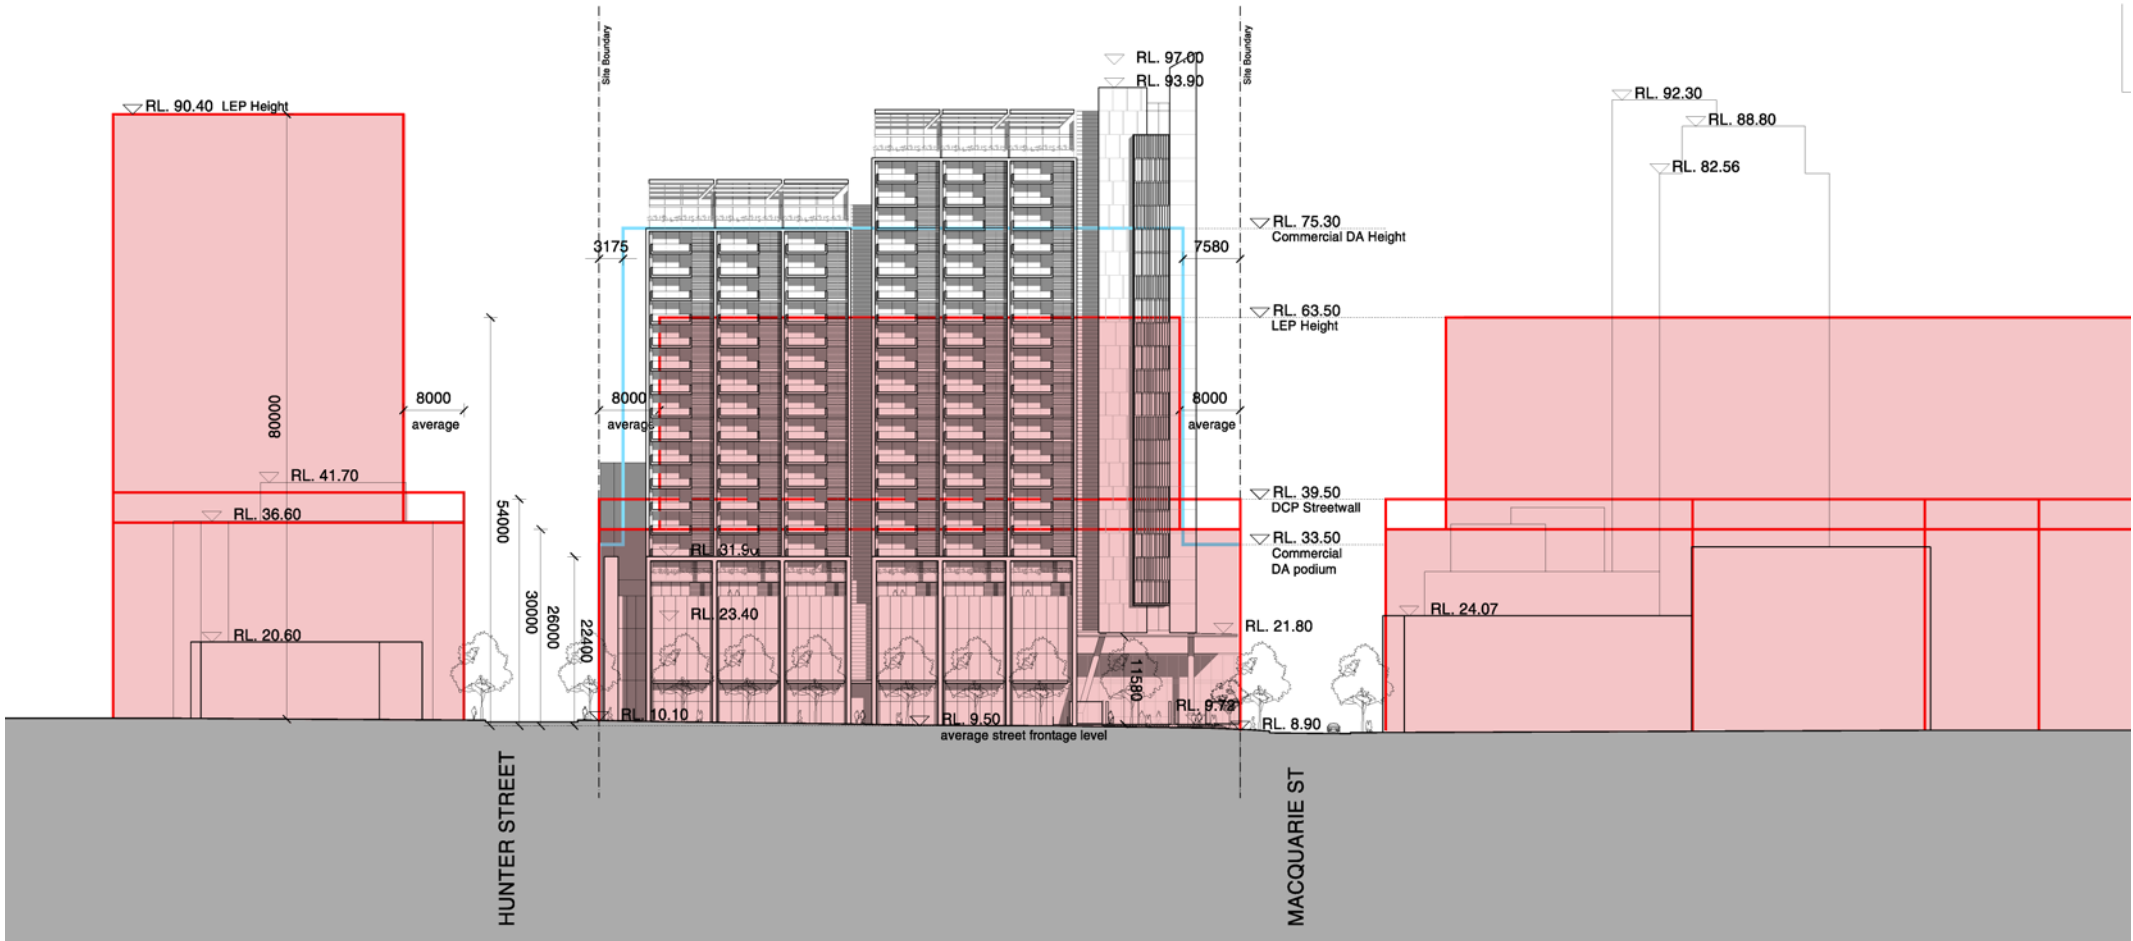 Site Boundary
Site Boundary
RL. 97.00
RL. 93.90
RL. 90.40 LEP Height
RL. 92.30
RL. 88.80
RL. 82.56
RL. 75.30
Commercial DA Height
3175
7580
RL. 63.50
LEP Height
80000
8000
average
8000
average
8000
average
RL. 41.70
RL. 36.60
54000
30000
26000
22400
RL. 39.50
DCP Streetwall
RL. 33.50
Commercial
DA podium
RL. 31.90
RL. 23.40
RL. 24.07
RL. 21.80
RL. 20.60
11580
RL. 10.10
RL. 9.50
average street frontage level
RL. 9.73
RL. 8.90
HUNTER STREET
MACQUARIE ST